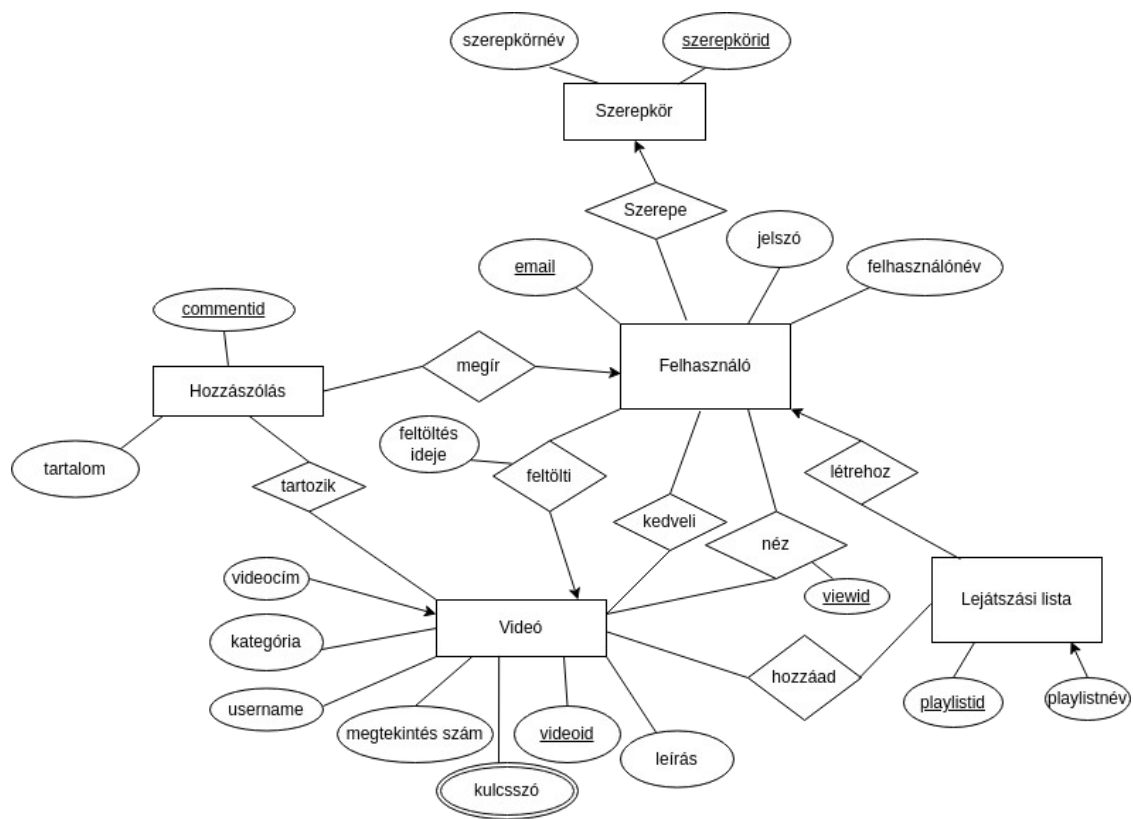 szerepkörnév
szerepkörid
Szerepkör
Szerepe
jelszó
email
felhasználónév
commentid
megír
Felhasználó
Hozzászólás
feltöltés
ideje
tartalom
tartozik
feltölti
létrehoz
kedveli
néz
videocím
viewid
Lejátszási lista
Videó
kategória
hozzáad
username
playlistid
playlistnév
megtekintés szám
videoid
leírás
kulcsszó